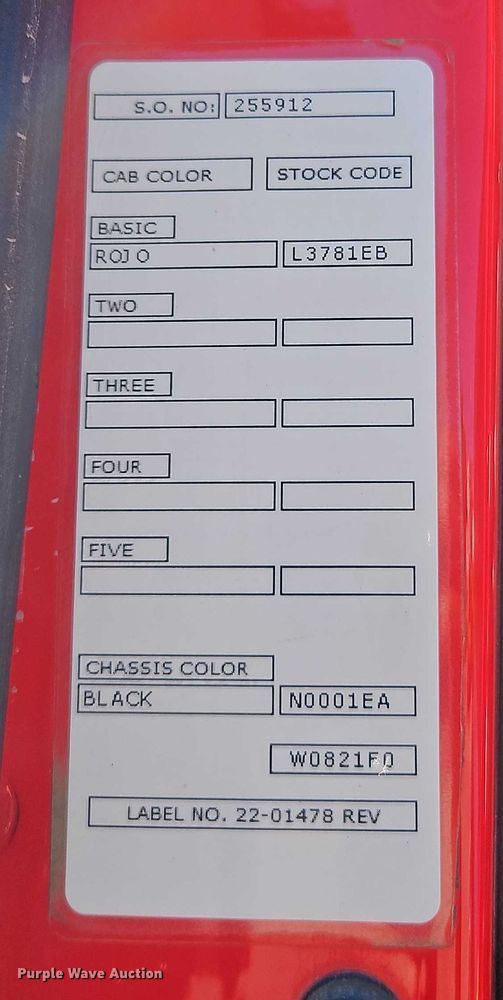 S.O. NO: 255912
CAB COLOR STOCK CODE
BASIC
ROJO L3781EB
TWO
THREE
FOUR
FIVE
CHASSIS COLOR
BLACK N0001EA
W0821F0
LABEL NO. 22-01478 REV
Purple Wave Auction